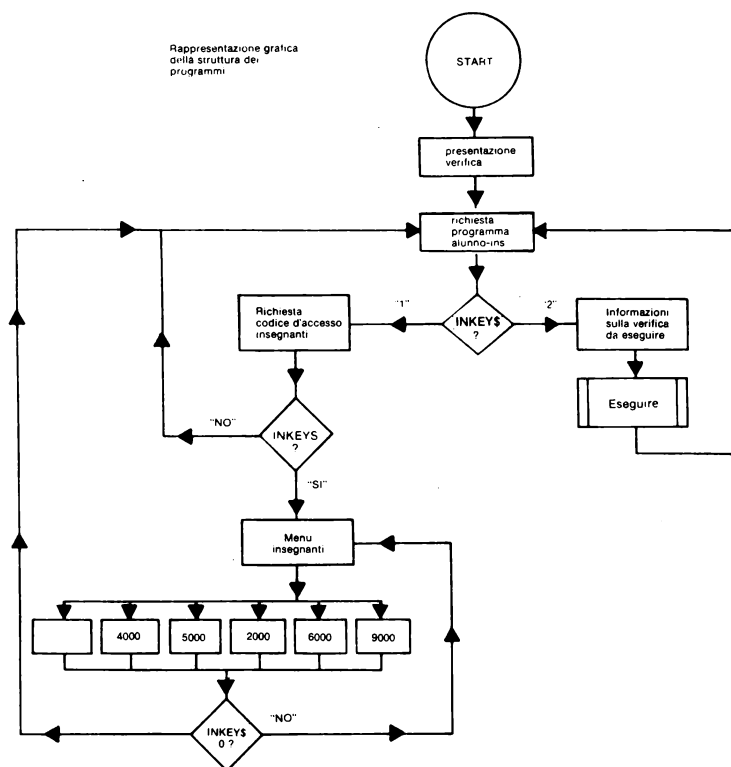 Rappresentazione grafica
della struttura dei
programmi
START
presentazione
verifica
richiesta
programma
alunno-ins
"1"
INKEY$
?
"2"
Richiesta
codice d'accesso
insegnanti
Informazioni
sulla verifica
da eseguire
Eseguire
"NO"
INKEYS
?
"SI"
Menu
insegnanti
4000
5000
2000
6000
9000
INKEY$
0 ?
"NO"